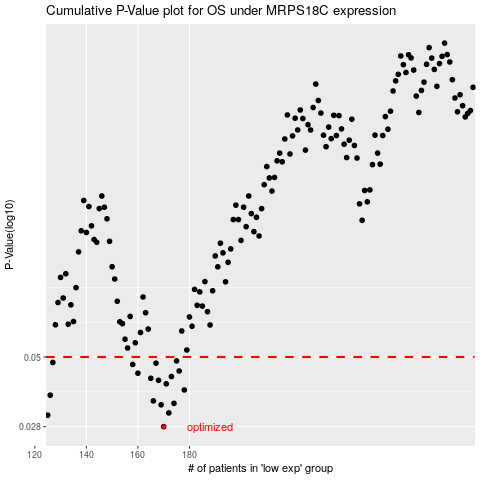 Cumulative P-Value plot for OS under MRPS18C expression
P-Value(log10)
0.05
0.028
optimized
120 140 160 180
# of patients in 'low exp' group